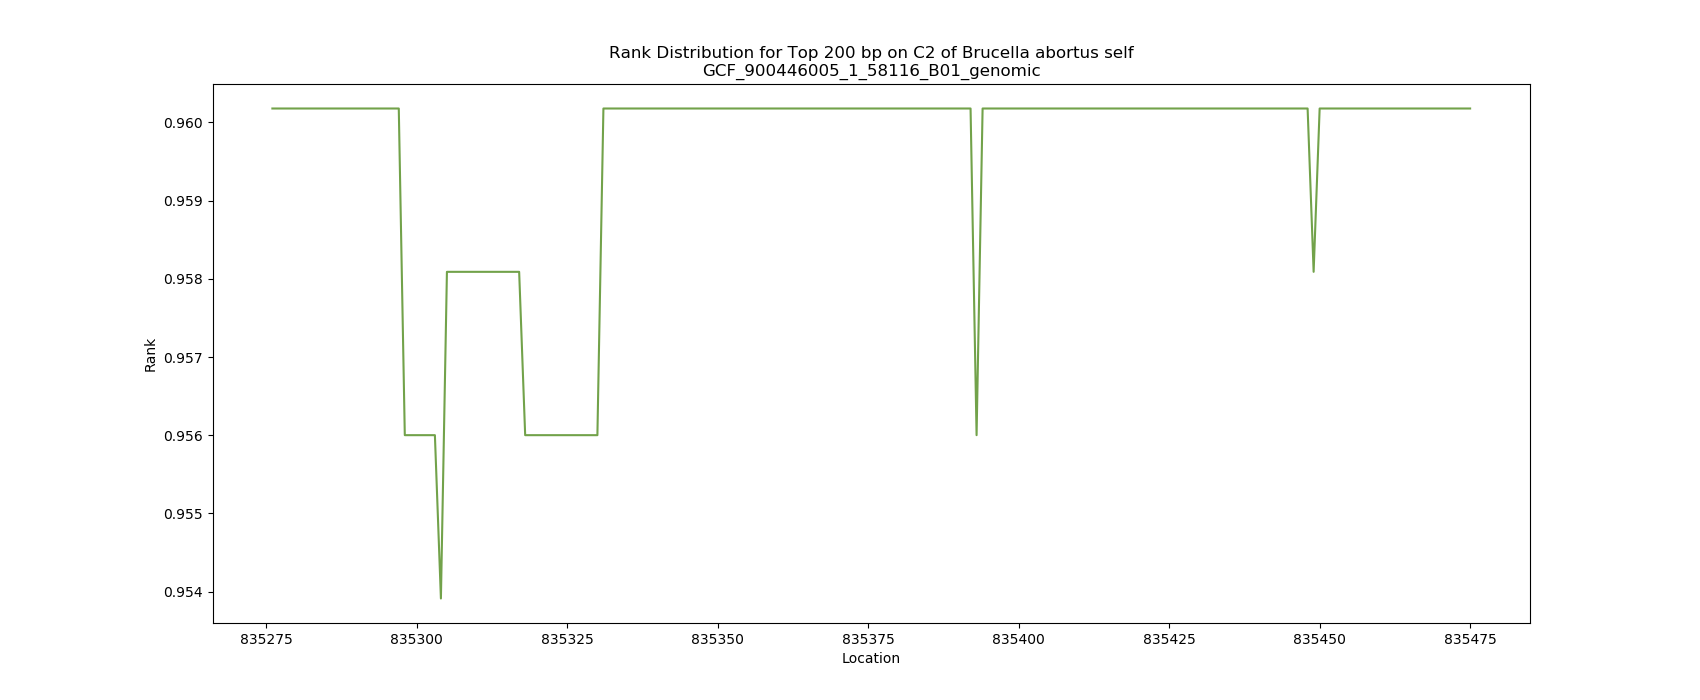 Rank Distribution for Top 200 bp on C2 of Brucella abortus self
GCF_900446005_1_58116_B01_genomic
0.960
0.959
0.958
0.957
0.956
0.955
0.954
Rank
835275 835300 835325 835350 835375 835400 835425 835450 835475
Location